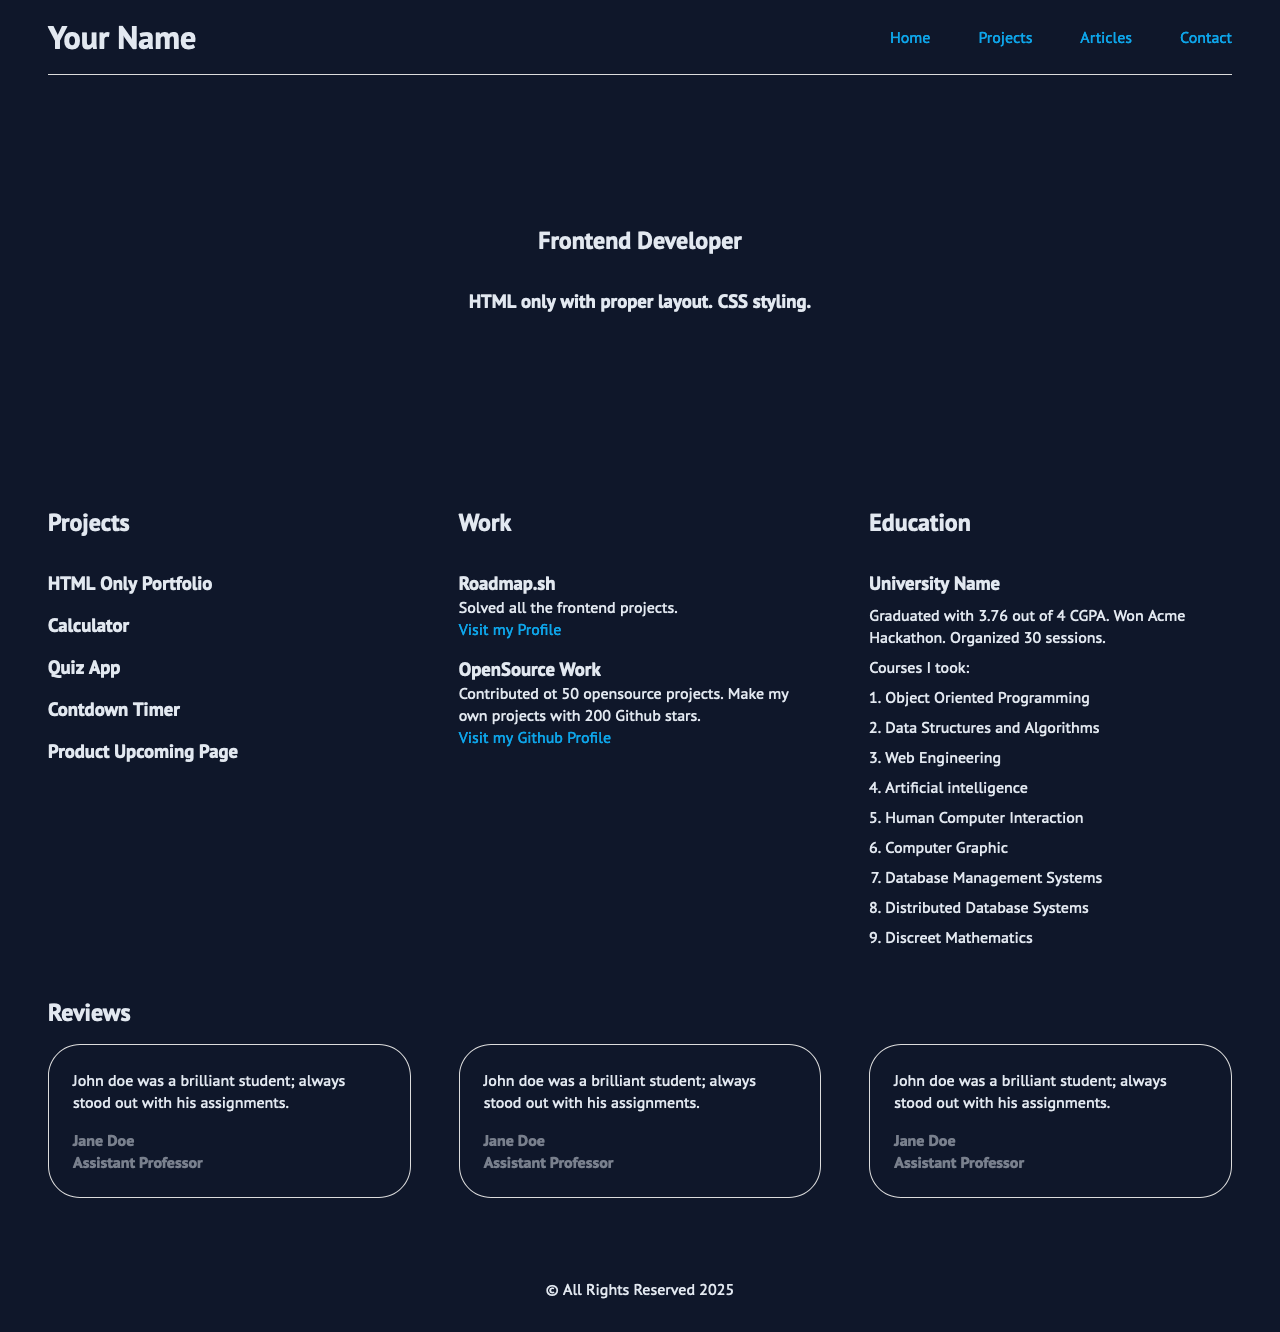 Your Name
Home
Projects
Articles
Contact
Frontend Developer
HTML only with proper layout. CSS styling.
Projects
HTML Only Portfolio
Calculator
Quiz App
Contdown Timer
Product Upcoming Page
Work
Roadmap.sh
Solved all the frontend projects.
Visit my Profile
OpenSource Work
Contributed ot 50 opensource projects. Make my
own projects with 200 Github stars.
Visit my Github Profile
Education
University Name
Graduated with 3.76 out of 4 CGPA. Won Acme
Hackathon. Organized 30 sessions.
Courses I took:
1. Object Oriented Programming
2. Data Structures and Algorithms
3. Web Engineering
4. Artificial intelligence
5. Human Computer Interaction
6. Computer Graphic
7. Database Management Systems
8. Distributed Database Systems
9. Discreet Mathematics
Reviews
John doe was a brilliant student; always
stood out with his assignments.
Jane Doe
Assistant Professor
John doe was a brilliant student; always
stood out with his assignments.
Jane Doe
Assistant Professor
John doe was a brilliant student; always
stood out with his assignments.
Jane Doe
Assistant Professor
© All Rights Reserved 2025